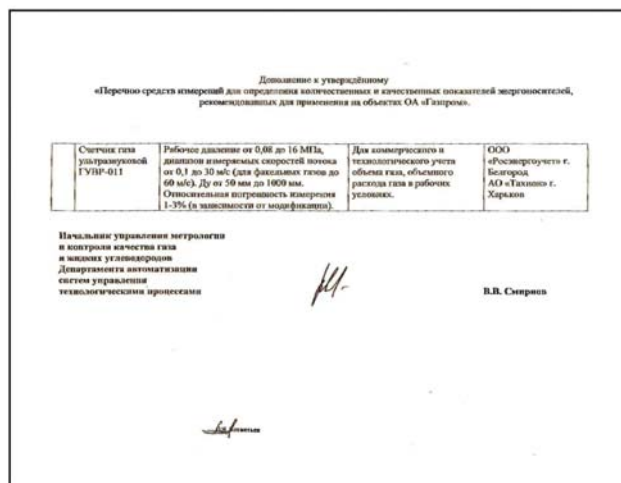 Дополнение к утверждённому
«Перечню средств измерений для определения количественных и качественных показателей энергоносителей,
рекомендованных для применения на объектах ОА «Газпром».
Счетчик газа
ультразвуковой
ГУВР-011
Рабочее давление от 0,08 до 16 МПа,
диапазон измеряемых скоростей потока
от 0,1 до 30 м/с (для факельных газов до
60 м/с). Ду от 50 мм до 1000 мм.
Относительная погрешность измерения
1-3% (в зависимости от модификации).
Для коммерческого и
технологического учета
объема газа, объемного
расхода газа в рабочих
условиях.
ООО
«Росэнергоучет» г.
Белгород
АО «Тахион» г.
Харьков
Начальник управления метрологии
и контроля качества газа
и жидких углеводородов
Департамента автоматизации
систем управления
технологическими процессами
В.В. Смирнов